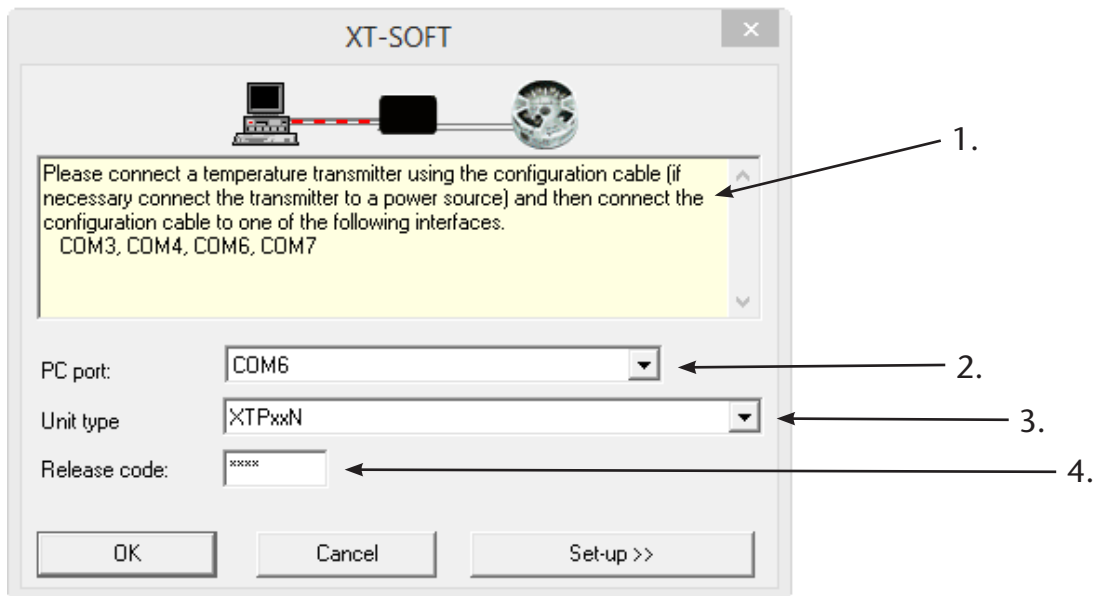 XT-SOFT
Please connect a temperature transmitter using the configuration cable (if
necessary connect the transmitter to a power source) and then connect the
configuration cable to one of the following interfaces.
COM3, COM4, COM6, COM7
1.
PC port:
COM6
2.
Unit type
XTPxxN
3.
Release code:
××××
4.
OK
Cancel
Set-up >>